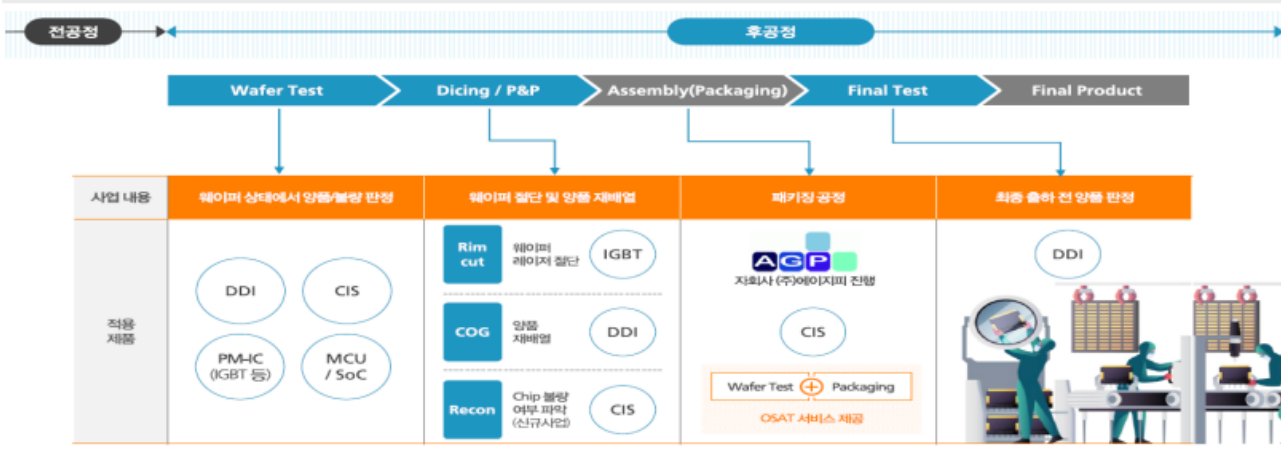 전공정
후공정
Wafer Test
Dicing / P&P
Assembly(Packaging)
Final Test
Final Product
사업 내용
웨이퍼 상태에서 양품/불량 판정
웨이퍼 절단 및 양품 재배열
패키징 공정
최종 출하 전 양품 판정
적용
제품
DDI
CIS
PM-IC
(IGBT 등)
MCU
/ SoC
Rim
cut
웨이퍼
레이저 절단
IGBT
COG
양품
재배열
DDI
Recon
Chip 불량
여부 파악
(신규사업)
CIS
AGP
자회사 (주)에이지피 진행
CIS
Wafer Test + Packaging
OSAT 서비스 제공
DDI